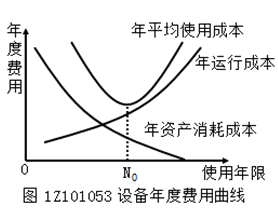 年平均使用成本
年度费用
年运行成本
年资产消耗成本
0
N₀
使用年限
图 1Z101053 设备年度费用曲线